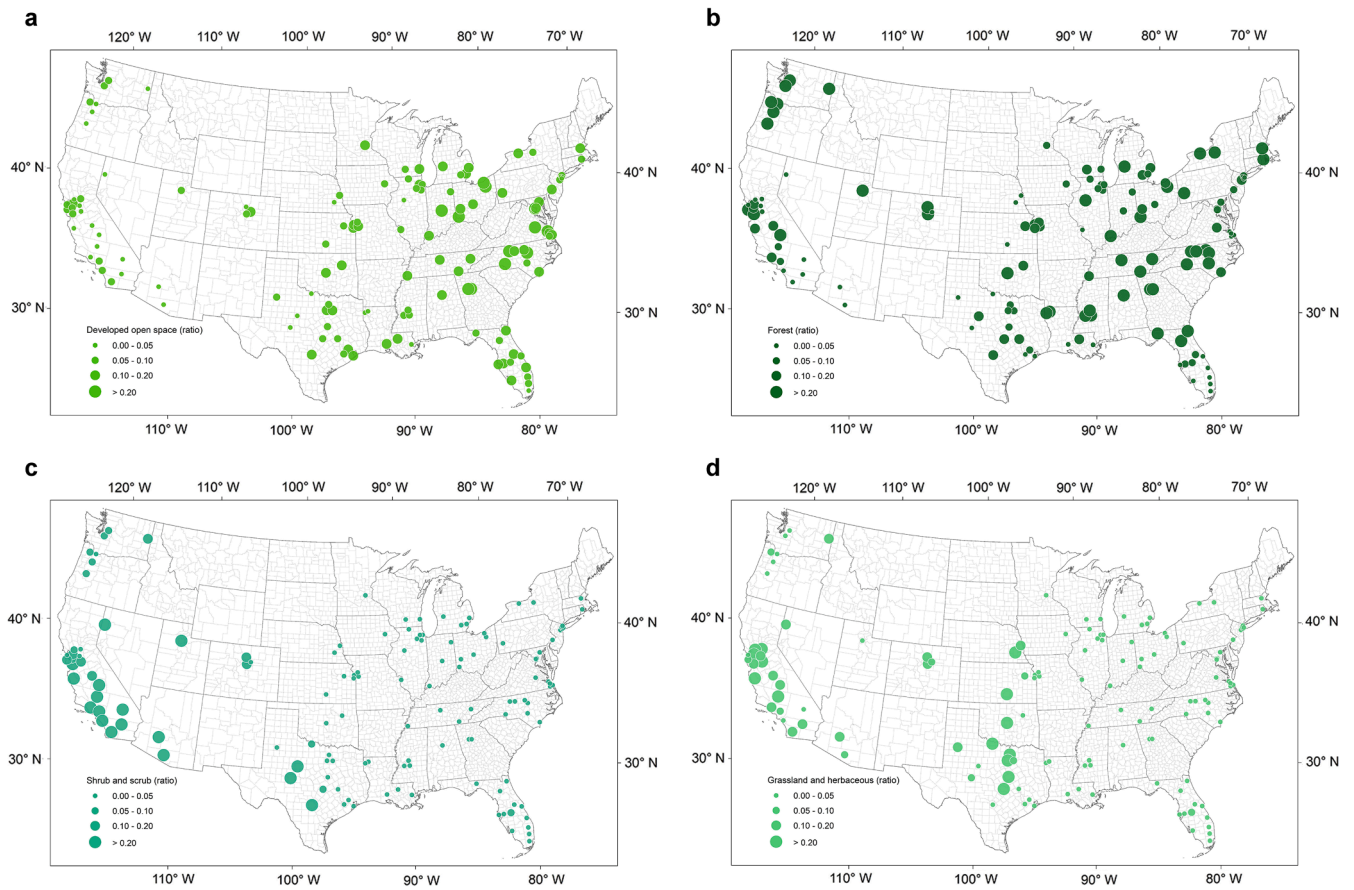 a
120° W 110° W 100° W 90° W 80° W 70° W
40° N 40° N
30° N 30° N
Developed open space (ratio)
0.00 - 0.05
0.05 - 0.10
0.10 - 0.20
> 0.20
110° W 100° W 90° W 80° W
b
120° W 110° W 100° W 90° W 80° W 70° W
40° N 40° N
30° N 30° N
Forest (ratio)
0.00 - 0.05
0.05 - 0.10
0.10 - 0.20
> 0.20
110° W 100° W 90° W 80° W
c
120° W 110° W 100° W 90° W 80° W 70° W
40° N 40° N
30° N 30° N
Shrub and scrub (ratio)
0.00 - 0.05
0.05 - 0.10
0.10 - 0.20
> 0.20
110° W 100° W 90° W 80° W
d
120° W 110° W 100° W 90° W 80° W 70° W
40° N 40° N
30° N 30° N
Grassland and herbaceous (ratio)
0.00 - 0.05
0.05 - 0.10
0.10 - 0.20
> 0.20
110° W 100° W 90° W 80° W